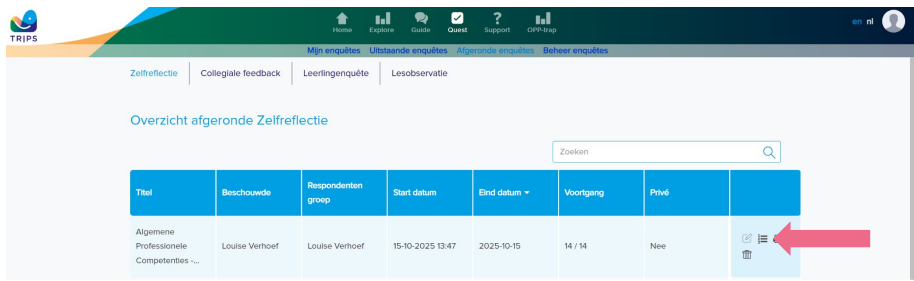 TRIPS
Home Explore Guide Quest Support OPP-trap
en nl
Mijn enquêtes Uitstaande enquêtes Afgeronde enquêtes Beheer enquêtes
Zelfreflectie Collegiale feedback Leerlingenquête Lesobservatie
Overzicht afgeronde Zelfreflectie
Zoeken
Titel Beschouwde Respondenten groep Start datum Eind datum Voortgang Privé
Algemene Professionele Competenties -... Louise Verhoef Louise Verhoef 15-10-2025 13:47 2025-10-15 14 / 14 Nee